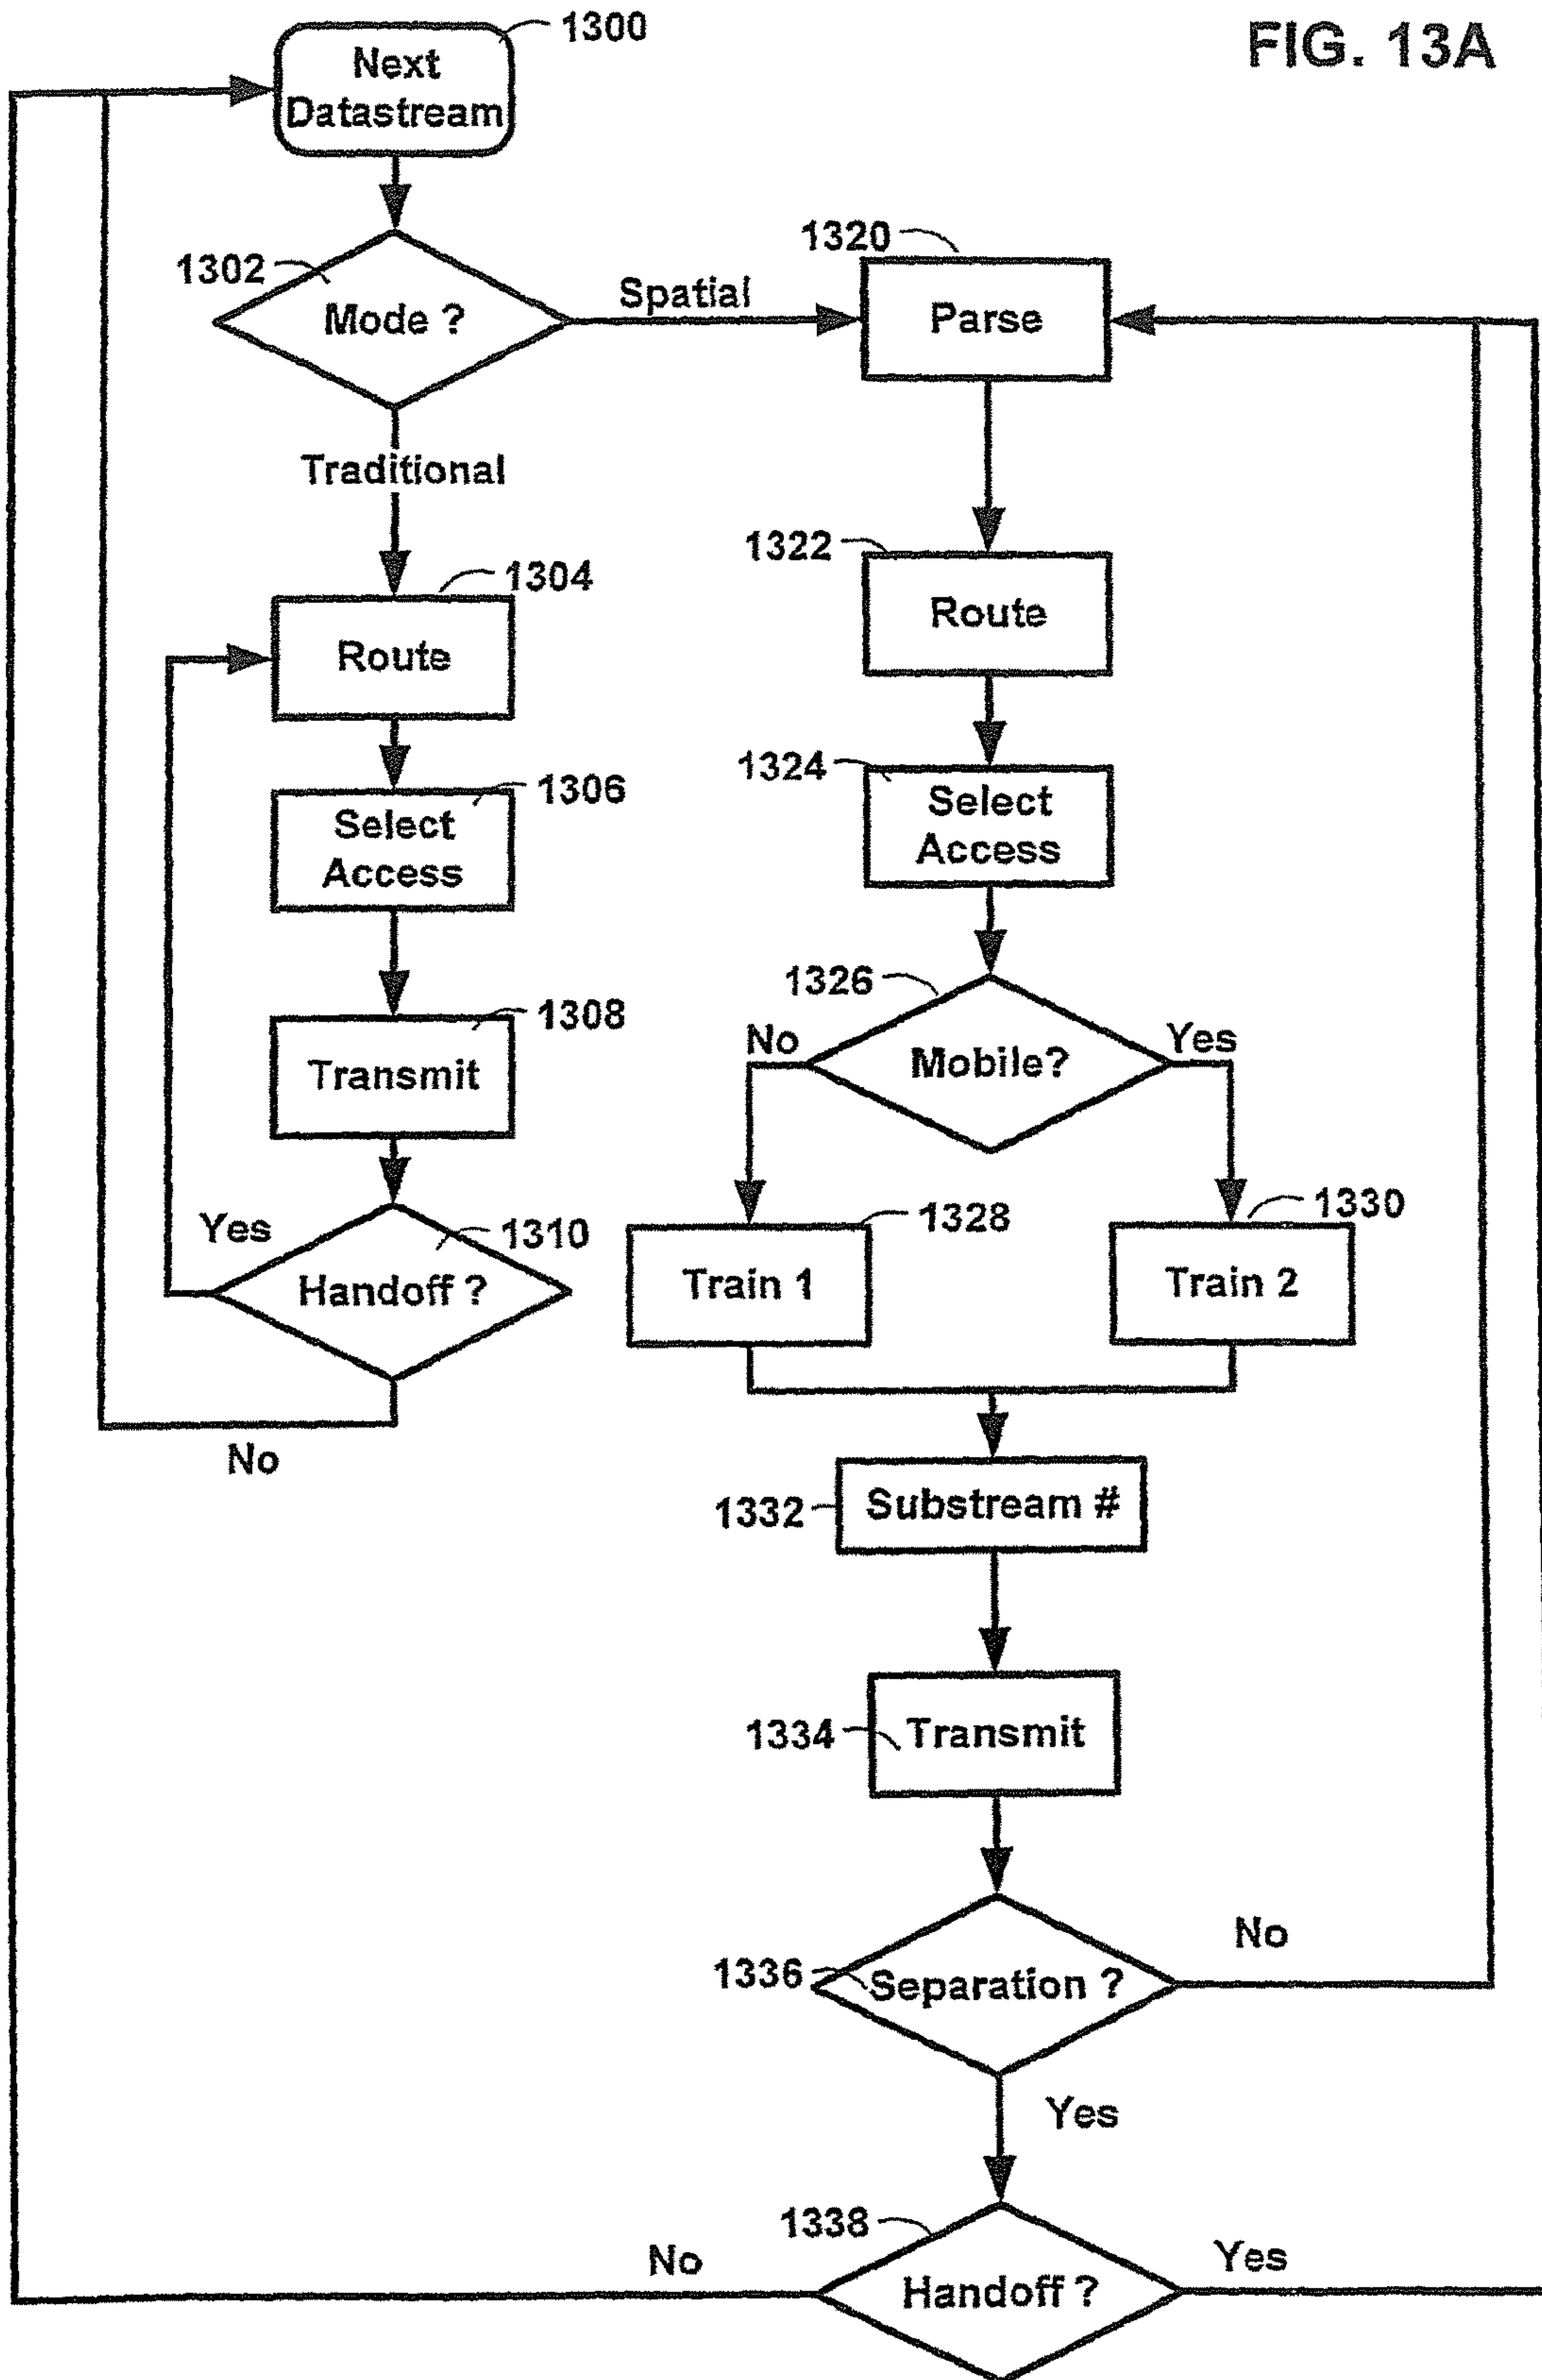 FIG. 13A
1300
Next
Datastream
1302
Mode ?
Spatial
Traditional
1304
Route
1306
Select
Access
1308
Transmit
Yes
1310
Handoff ?
No
1320
Parse
1322
Route
1324
Select
Access
1326
No
Mobile?
Yes
1328
Train 1
1330
Train 2
1332
Substream #
1334
Transmit
1336
Separation ?
No
Yes
1338
No
Handoff ?
Yes